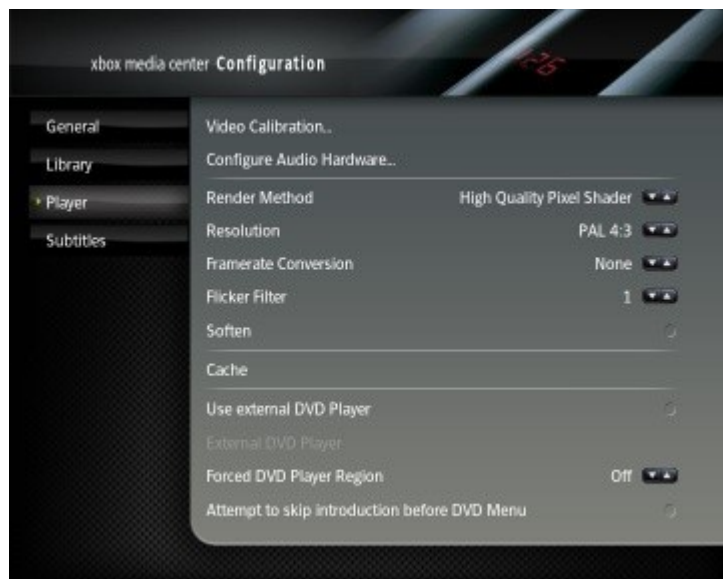 xbox media center Configuration
:26
General
Library
Player
Subtitles
Video Calibration...
Configure Audio Hardware...
Render Method High Quality Pixel Shader
Resolution PAL 4:3
Framerate Conversion None
Flicker Filter 1
Soften
Cache
Use external DVD Player
External DVD Player
Forced DVD Player Region Off
Attempt to skip introduction before DVD Menu